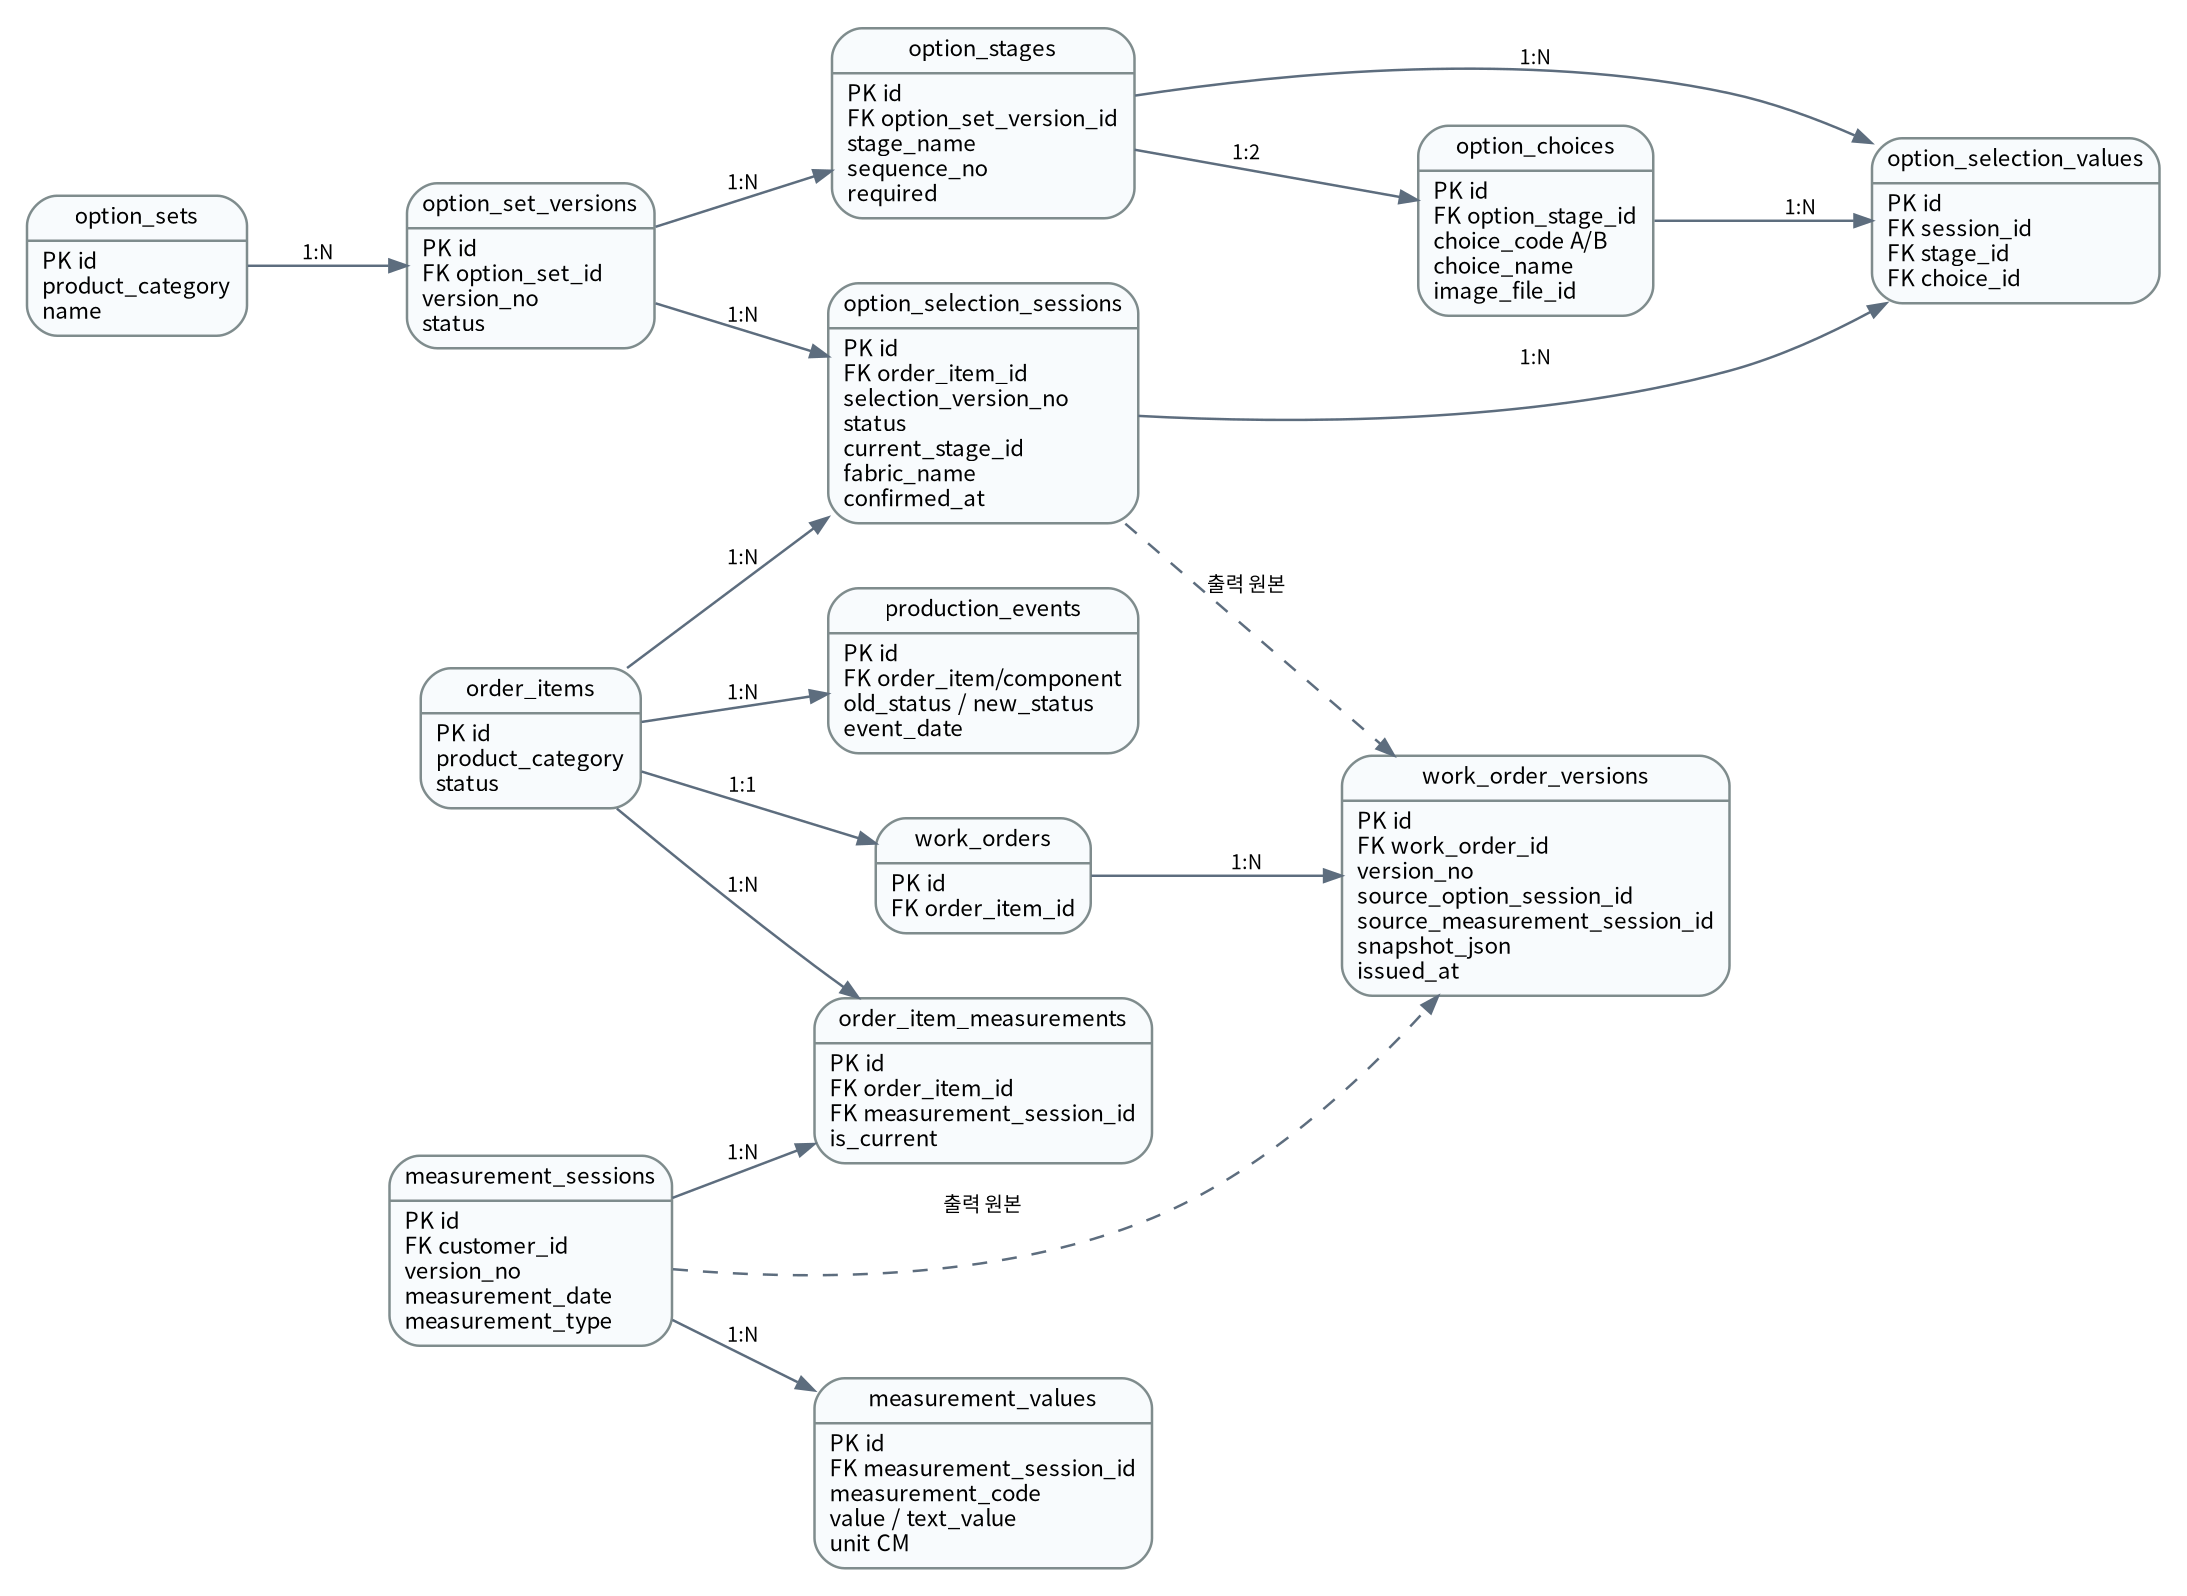 option_stages
PK id
FK option_set_version_id
stage_name
sequence_no
required
1:N
1:2
option_choices
PK id
FK option_stage_id
choice_code A/B
choice_name
image_file_id
1:N
option_selection_values
PK id
FK session_id
FK stage_id
FK choice_id
option_sets
PK id
product_category
name
1:N
option_set_versions
PK id
FK option_set_id
version_no
status
1:N
1:N
option_selection_sessions
PK id
FK order_item_id
selection_version_no
status
current_stage_id
fabric_name
confirmed_at
1:N
1:N
출력 원본
production_events
PK id
FK order_item/component
old_status / new_status
event_date
order_items
PK id
product_category
status
1:N
1:1
1:N
work_orders
PK id
FK order_item_id
1:N
work_order_versions
PK id
FK work_order_id
version_no
source_option_session_id
source_measurement_session_id
snapshot_json
issued_at
order_item_measurements
PK id
FK order_item_id
FK measurement_session_id
is_current
measurement_sessions
PK id
FK customer_id
version_no
measurement_date
measurement_type
1:N
출력 원본
1:N
measurement_values
PK id
FK measurement_session_id
measurement_code
value / text_value
unit CM